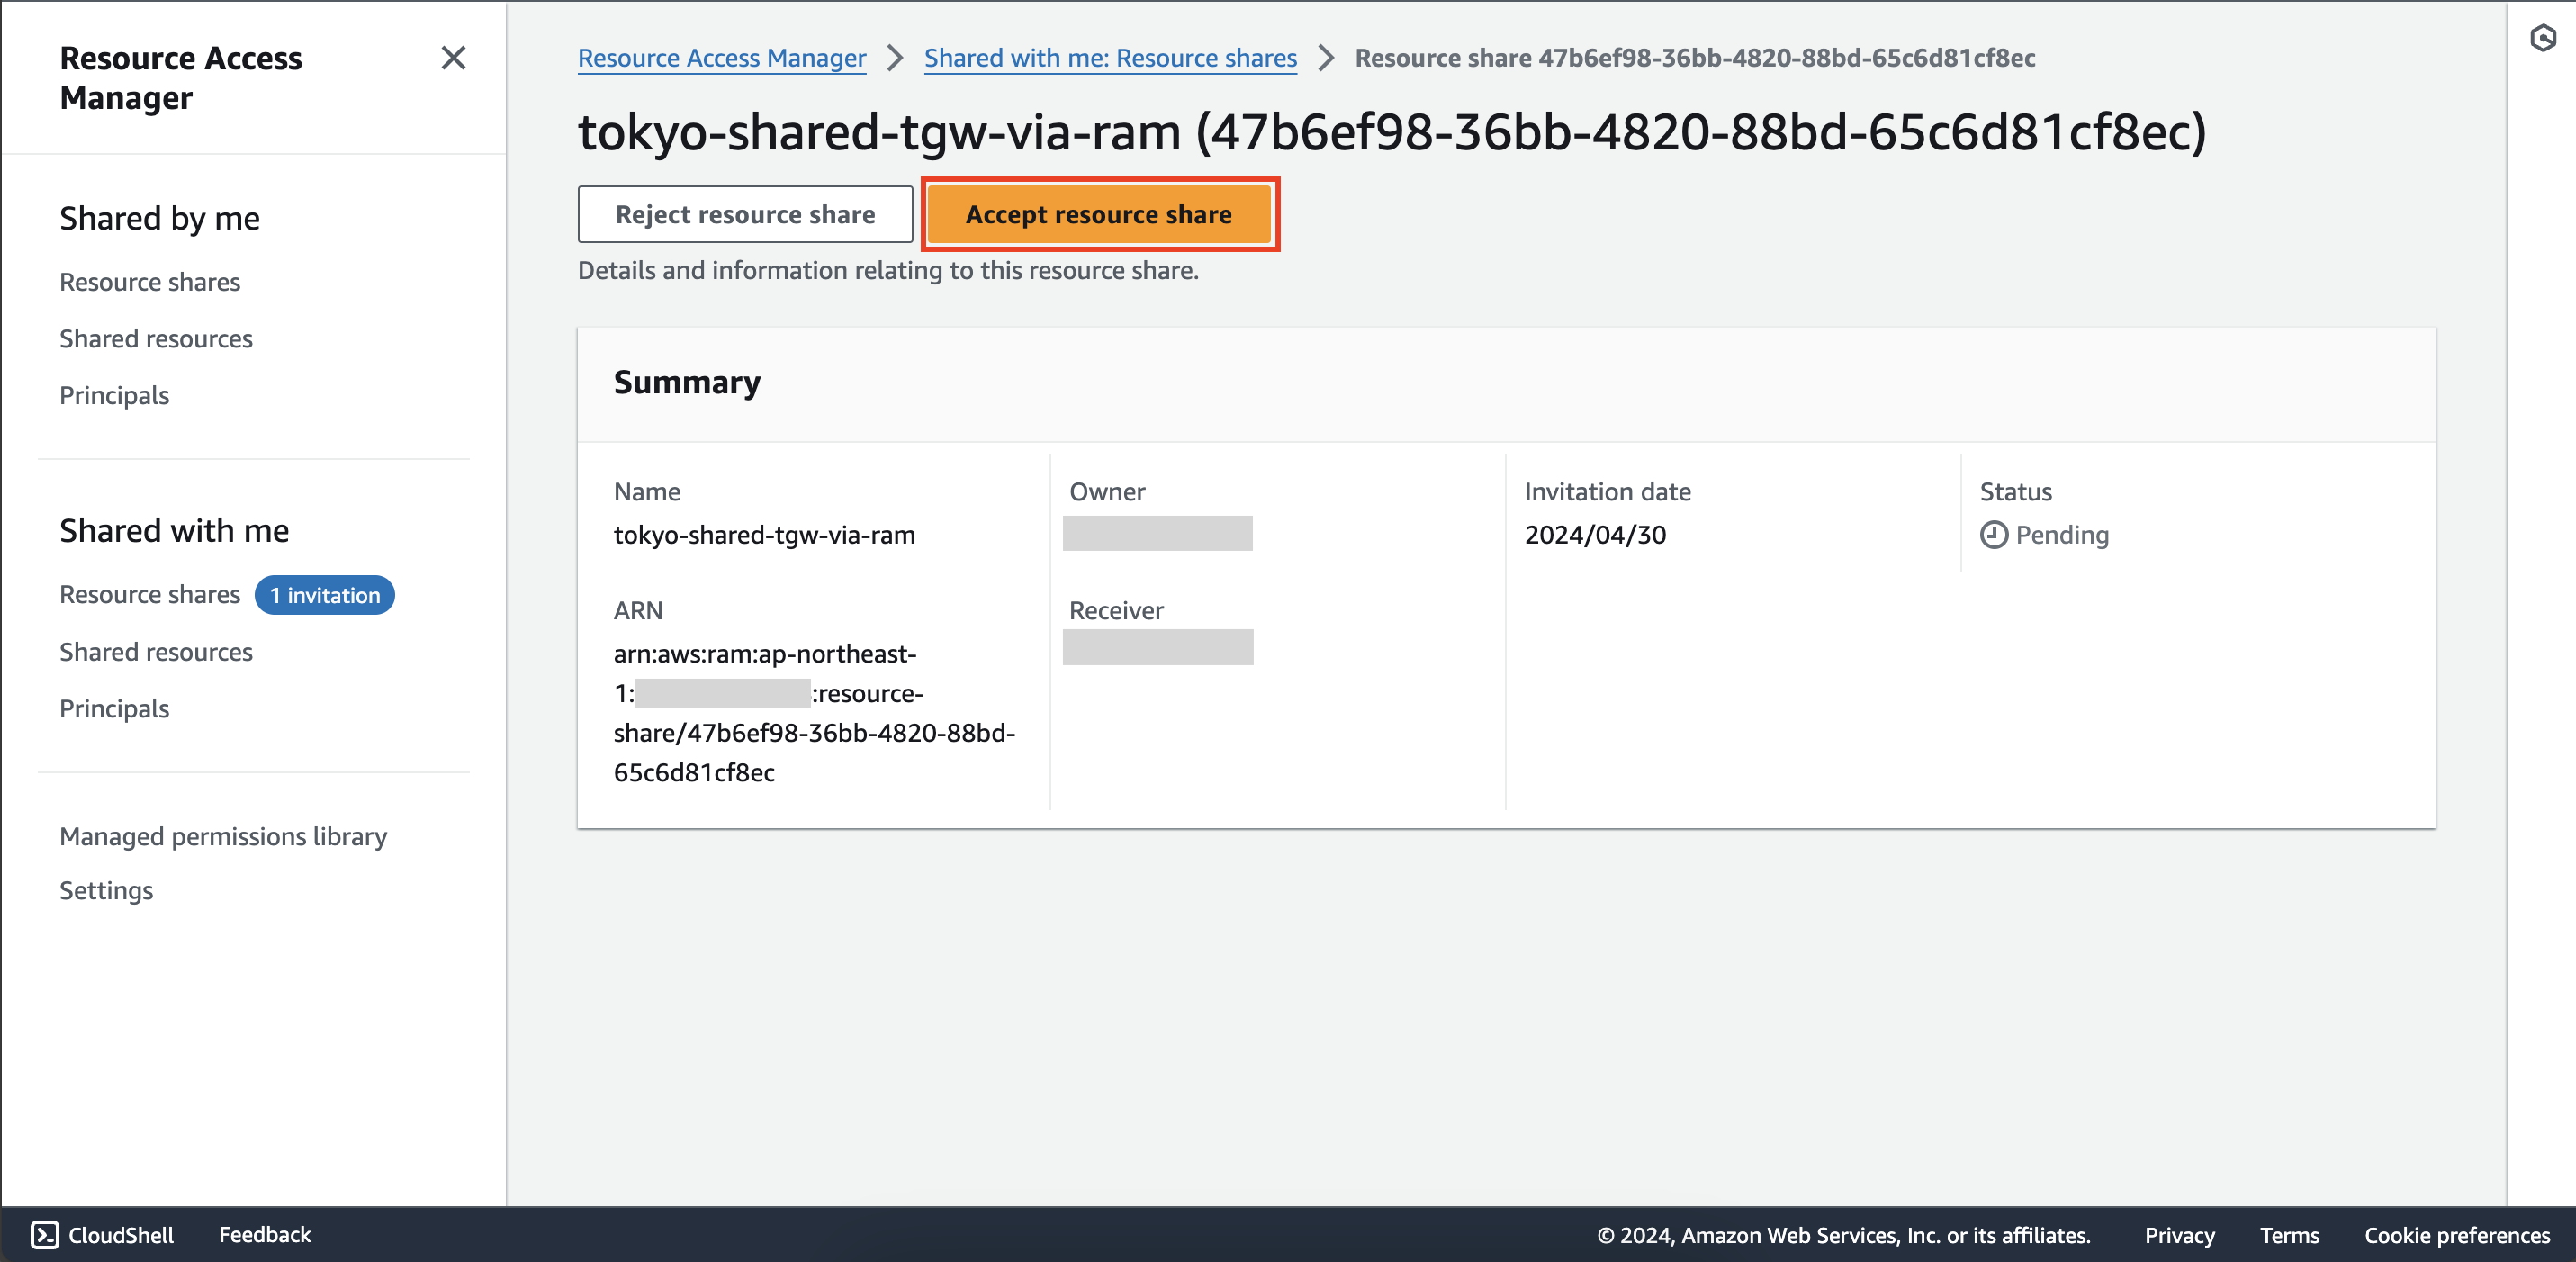 Resource Access
Manager
Shared by me
Resource shares
Shared resources
Principals
Shared with me
Resource shares 1 invitation
Shared resources
Principals
Managed permissions library
Settings
Resource Access Manager > Shared with me: Resource shares > Resource share 47b6ef98-36bb-4820-88bd-65c6d81cf8ec
tokyo-shared-tgw-via-ram (47b6ef98-36bb-4820-88bd-65c6d81cf8ec)
Reject resource share Accept resource share
Details and information relating to this resource share.
Summary
Name
tokyo-shared-tgw-via-ram
ARN
arn:aws:ram:ap-northeast-
1: :resource-
share/47b6ef98-36bb-4820-88bd-
65c6d81cf8ec
Owner
Receiver
Invitation date
2024/04/30
Status
Pending
CloudShell Feedback © 2024, Amazon Web Services, Inc. or its affiliates. Privacy Terms Cookie preferences